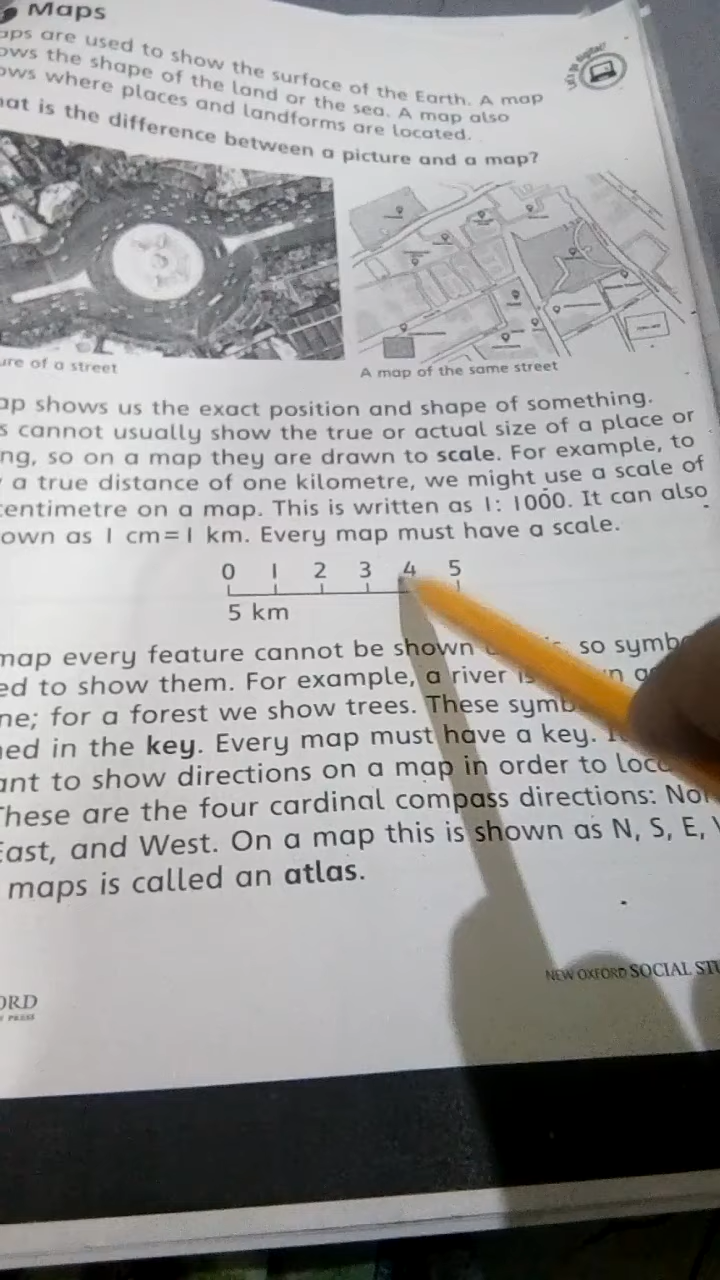 Maps
aps are used to show the surface of the Earth. A map
ows the shape of the land or the sea. A map also
ows where places and landforms are located.
hat is the difference between a picture and a map?
Let's go digital!
ure of a street
A map of the same street
ap shows us the exact position and shape of something.
s cannot usually show the true or actual size of a place or
ng, so on a map they are drawn to scale. For example, to
a true distance of one kilometre, we might use a scale of
centimetre on a map. This is written as 1: 1000. It can also
own as 1 cm=1 km. Every map must have a scale.
0 1 2 3 4 5
5 km
map every feature cannot be shown so symb
ed to show them. For example, a river is
ne; for a forest we show trees. These symb
ned in the key. Every map must have a key.
ant to show directions on a map in order to loc
These are the four cardinal compass directions: Nor
East, and West. On a map this is shown as N, S, E,
maps is called an atlas.
NEW OXFORD SOCIAL STU
ORD
PRESS